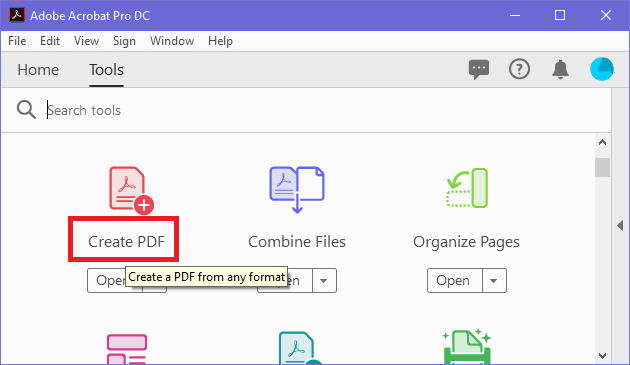 Adobe Acrobat Pro DC
File Edit View Sign Window Help
Home Tools
Search tools
Create PDF Combine Files Organize Pages
Open Open Open
Create a PDF from any format